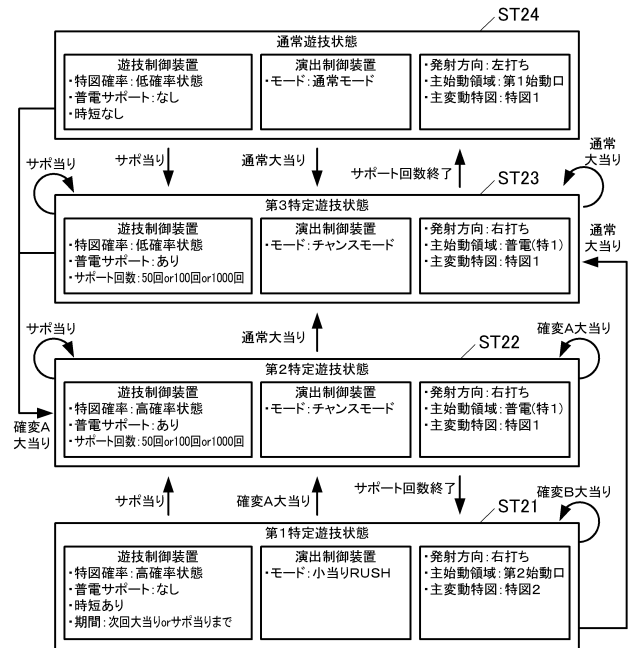 ST24
通常遊技状態
遊技制御装置
・特図確率:低確率状態
・普電サポート:なし
・時短なし
演出制御装置
・モード:通常モード
・発射方向:左打ち
・主始動領域:第1始動口
・主変動特図:特図1
サポ当り
サポ当り
通常大当り
サポート回数終了
通常
大当り
ST23
第3特定遊技状態
遊技制御装置
・特図確率:低確率状態
・普電サポート:あり
・サポート回数:50回or100回or1000回
演出制御装置
・モード:チャンスモード
・発射方向:右打ち
・主始動領域:普電(特1)
・主変動特図:特図1
通常
大当り
サポ当り
通常大当り
確変A大当り
ST22
第2特定遊技状態
遊技制御装置
・特図確率:高確率状態
・普電サポート:あり
・サポート回数:50回or100回or1000回
演出制御装置
・モード:チャンスモード
・発射方向:右打ち
・主始動領域:普電(特1)
・主変動特図:特図1
確変A
大当り
サポ当り
確変A大当り
サポート回数終了
確変B大当り
ST21
第1特定遊技状態
遊技制御装置
・特図確率:高確率状態
・普電サポート:なし
・時短あり
・期間:次回大当りorサポ当りまで
演出制御装置
・モード:小当りRUSH
・発射方向:右打ち
・主始動領域:第2始動口
・主変動特図:特図2